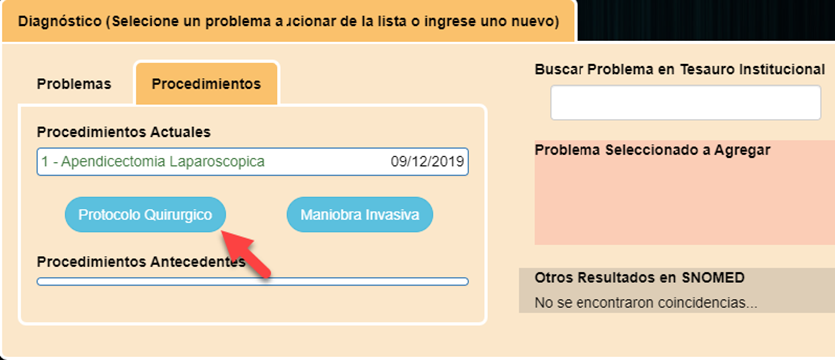 Diagnóstico (Selecione un problema a ucionar de la lista o ingrese uno nuevo)
Problemas
Procedimientos
Procedimientos Actuales
1 - Apendicectomia Laparoscopica 09/12/2019
Protocolo Quirurgico
Maniobra Invasiva
Procedimientos Antecedentes
Buscar Problema en Tesauro Institucional
Problema Seleccionado a Agregar
Otros Resultados en SNOMED
No se encontraron coincidencias...